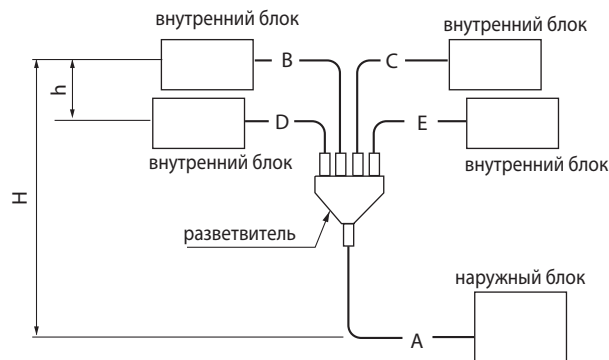 внутренний блок
внутренний блок
B
C
h
D
E
внутренний блок
внутренний блок
H
разветвитель
наружный блок
A